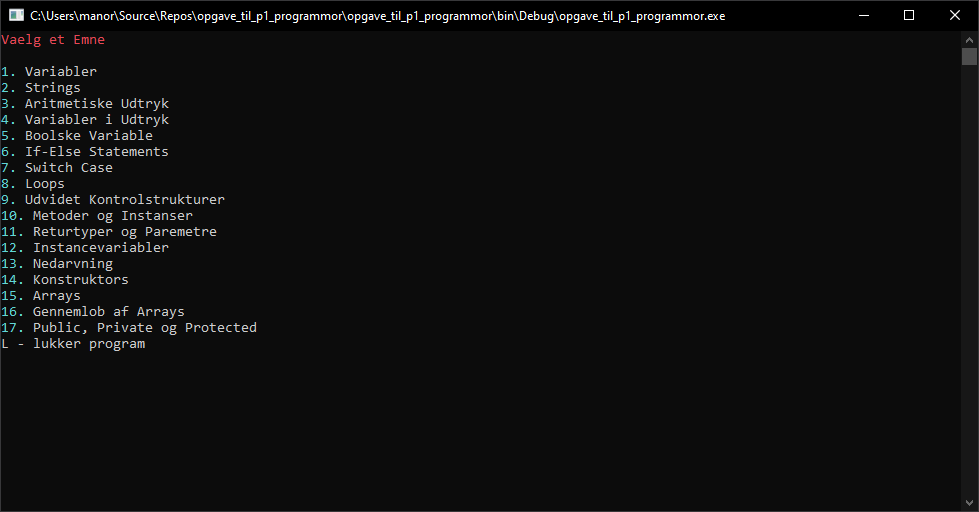 C:\Users\manor\Source\Repos\opgave_til_p1_programmor\opgave_til_p1_programmor\bin\Debug\opgave_til_p1_programmor.exe
Vaelg et Emne
1. Variabler
2. Strings
3. Aritmetiske Udtryk
4. Variabler i Udtryk
5. Boolske Variable
6. If-Else Statements
7. Switch Case
8. Loops
9. Udvidet Kontrolstrukturer
10. Metoder og Instanser
11. Returtyper og Paremetre
12. Instancevariabler
13. Nedarvning
14. Konstruktors
15. Arrays
16. Gennemlob af Arrays
17. Public, Private og Protected
L - lukker program